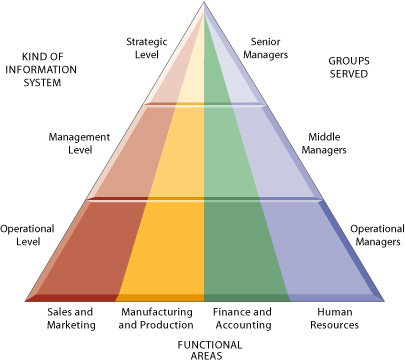 KIND OF
INFORMATION
SYSTEM
Strategic
Level
Senior
Managers
GROUPS
SERVED
Management
Level
Middle
Managers
Operational
Level
Operational
Managers
Sales and
Marketing
Manufacturing
and Production
Finance and
Accounting
Human
Resources
FUNCTIONAL
AREAS